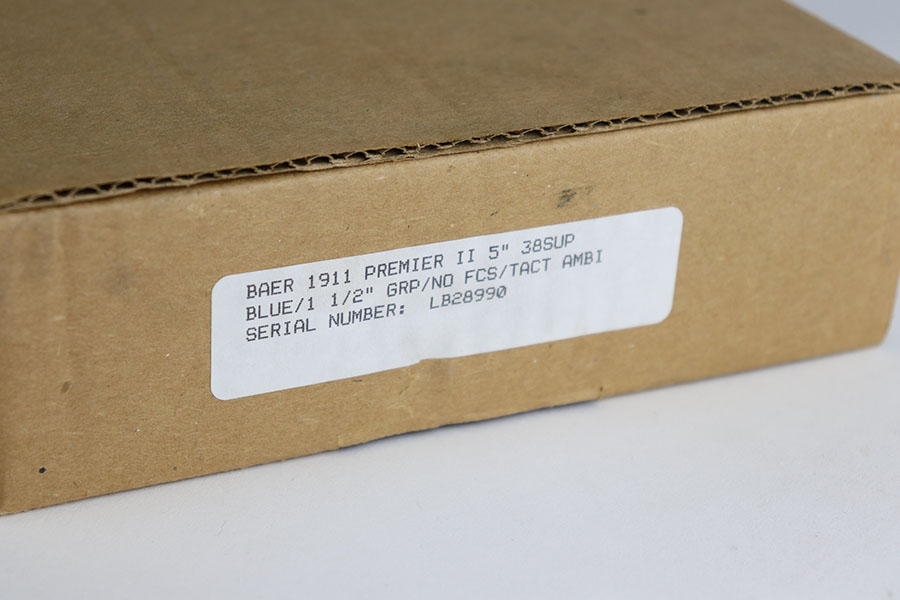 BAER 1911 PREMIER II 5" 38SUP
BLUE/1 1/2" GRP/NO FCS/TACT AMBI
SERIAL NUMBER: LB28990